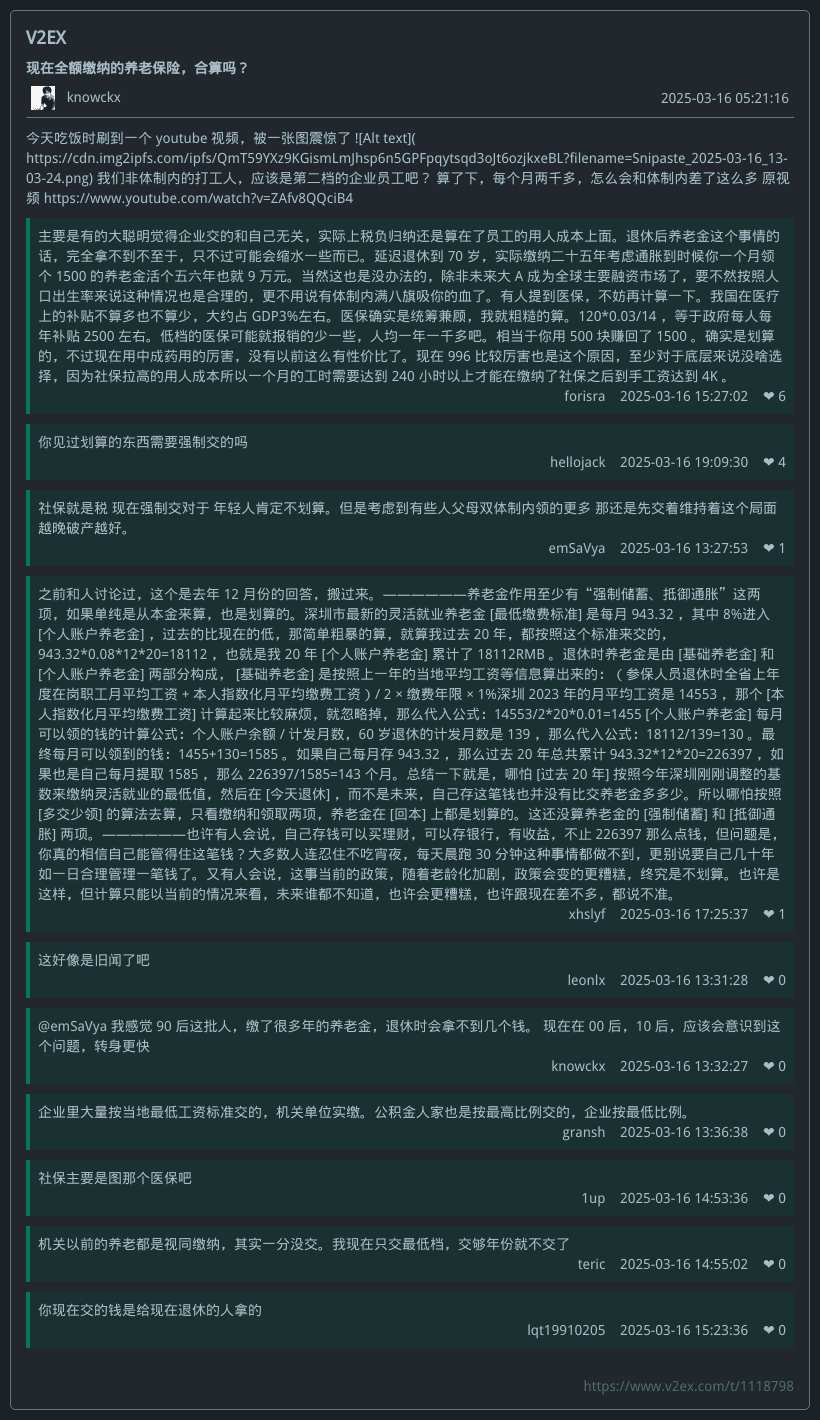 V2EX
现在全额缴纳的养老保险，合算吗？
knowckx 2025-03-16 05:21:16
今天吃饭时刷到一个 youtube 视频，被一张图震惊了 ![Alt text](
https://cdn.img2ipfs.com/ipfs/QmT59YXz9KGismLmJhsp6n5GPFpqytsqd3oJt6ozjkxeBL?filename=Snipaste_2025-03-16_13-
03-24.png) 我们非体制内的打工人，应该是第二档的企业员工吧？ 算了下，每个月两千多，怎么会和体制内差了这么多 原视
频 https://www.youtube.com/watch?v=ZAfv8QQciB4
主要是有的大聪明觉得企业交的和自己无关，实际上税负归纳还是算在了员工的用人成本上面。退休后养老金这个事情的
话，完全拿不到不至于，只不过可能会缩水一些而已。延迟退休到 70 岁，实际缴纳二十五年考虑通胀到时候你一个月领
个 1500 的养老金活个五六年也就 9 万元。当然这也是没办法的，除非未来大 A 成为全球主要融资市场了，要不然按照人
口出生率来说这种情况也是合理的，更不用说有体制内满八旗吸你的血了。有人提到医保，不妨再计算一下。我国在医疗
上的补贴不算多也不算少，大约占 GDP3%左右。医保确实是统筹兼顾，我就粗糙的算。120*0.03/14 ，等于政府每人每
年补贴 2500 左右。低档的医保可能就报销的少一些，人均一年一千多吧。相当于你用 500 块赚回了 1500 。确实是划算
的，不过现在用中成药用的厉害，没有以前这么有性价比了。现在 996 比较厉害也是这个原因，至少对于底层来说没啥选
择，因为社保拉高的用人成本所以一个月的工时需要达到 240 小时以上才能在缴纳了社保之后到手工资达到 4K 。
forisra 2025-03-16 15:27:02 ❤ 6
你见过划算的东西需要强制交的吗
hellojack 2025-03-16 19:09:30 ❤ 4
社保就是税 现在强制交对于 年轻人肯定不划算。但是考虑到有些人父母双体制内领的更多 那还是先交着维持着这个局面
越晚破产越好。
emSaVya 2025-03-16 13:27:53 ❤ 1
之前和人讨论过，这个是去年 12 月份的回答，搬过来。———————养老金作用至少有“强制储蓄、抵御通胀”这两
项，如果单纯是从本金来算，也是划算的。深圳市最新的灵活就业养老金 [最低缴费标准] 是每月 943.32 ，其中 8%进入
[个人账户养老金] ，过去的比现在的低，那简单粗暴的算，就算我过去 20 年，都按照这个标准来交的，
943.32*0.08*12*20=18112 ，也就是我 20 年 [个人账户养老金] 累计了 18112RMB 。退休时养老金是由 [基础养老金] 和
[个人账户养老金] 两部分构成， [基础养老金] 是按照上一年的当地平均工资等信息算出来的：（ 参保人员退休时全省上年
度在岗职工月平均工资 + 本人指数化月平均缴费工资 ）/ 2 × 缴费年限 × 1%深圳 2023 年的月平均工资是 14553 ，那个 [本
人指数化月平均缴费工资] 计算起来比较麻烦，就忽略掉，那么代入公式：14553/2*20*0.01=1455 [个人账户养老金] 每月
可以领的钱的计算公式：个人账户余额 / 计发月数，60 岁退休的计发月数是 139 ，那么代入公式：18112/139=130 。最
终每月可以领到的钱：1455+130=1585 。如果自己每月存 943.32 ，那么过去 20 年总共累计 943.32*12*20=226397 ，如
果也是自己每月提取 1585 ，那么 226397/1585=143 个月。总结一下就是，哪怕 [过去 20 年] 按照今年深圳刚刚调整的基
数来缴纳灵活就业的最低值，然后在 [今天退休] ，而不是未来，自己存这笔钱也并没有比交养老金多多少。所以哪怕按照
[多交少领] 的算法去算，只看缴纳和领取两项，养老金在 [回本] 上都是划算的。这还没算养老金的 [强制储蓄] 和 [抵御通
胀] 两项。———————也许有人会说，自己存钱可以买理财，可以存银行，有收益，不止 226397 那么点钱，但问题是，
你真的相信自己能管得住这笔钱？大多数人连忍住不吃宵夜，每天晨跑 30 分钟这种事情都做不到，更别说要自己几十年
如一日合理管理一笔钱了。又有人会说，这事当前的政策，随着老龄化加剧，政策会变的更糟糕，终究是不划算。也许是
这样，但计算只能以当前的情况来看，未来谁都不知道，也许会更糟糕，也许跟现在差不多，都说不准。
xhslyf 2025-03-16 17:25:37 ❤ 1
这好像是旧闻了吧
leonlx 2025-03-16 13:31:28 ❤ 0
@emSaVya 我感觉 90 后这批人，缴了很多年的养老金，退休时会拿不到几个钱。 现在在 00 后，10 后，应该会意识到这
个问题，转身更快
knowckx 2025-03-16 13:32:27 ❤ 0
企业里大量按当地最低工资标准交的，机关单位实缴。公积金人家也是按最高比例交的，企业按最低比例。
gransh 2025-03-16 13:36:38 ❤ 0
社保主要是图那个医保吧
1up 2025-03-16 14:53:36 ❤ 0
机关以前的养老都是视同缴纳，其实一分没交。我现在只交最低档，交够年份就不交了
teric 2025-03-16 14:55:02 ❤ 0
你现在交的钱是给现在退休的人拿的
lqt19910205 2025-03-16 15:23:36 ❤ 0
https://www.v2ex.com/t/1118798